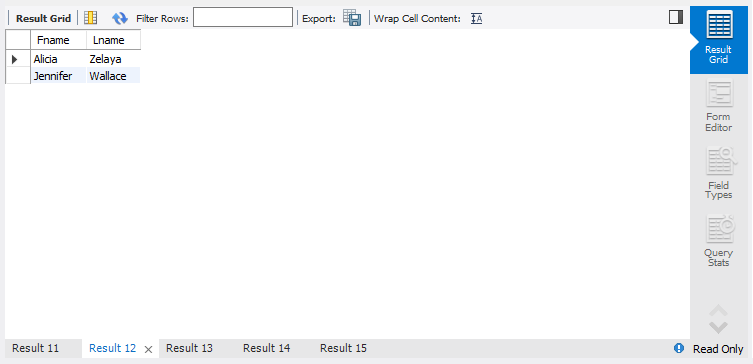 Result Grid Filter Rows: Export: Wrap Cell Content: IA
Fname Lname
Alicia Zelaya
Jennifer Wallace
Result
Grid
Form
Editor
Field
Types
Query
Stats
Result 11 Result 12 × Result 13 Result 14 Result 15 Read Only